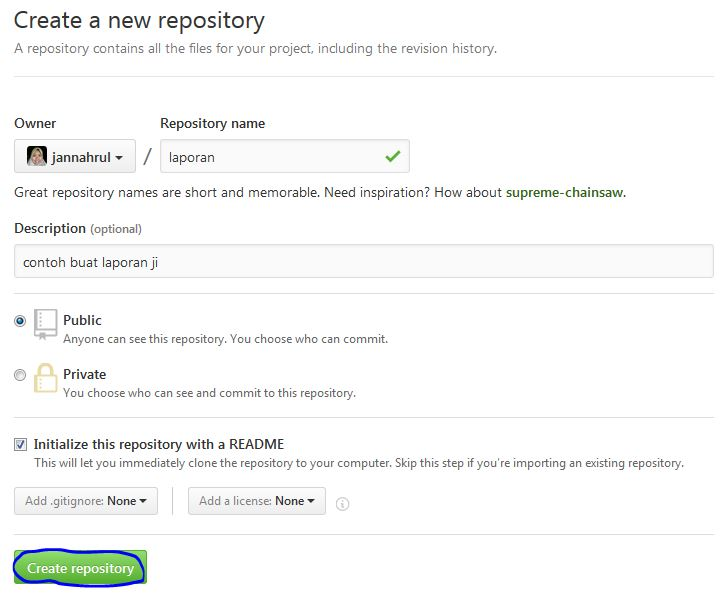 Create a new repository
A repository contains all the files for your project, including the revision history.
Owner
Repository name
jannahrul
/
laporan
Great repository names are short and memorable. Need inspiration? How about supreme-chainsaw.
Description (optional)
contoh buat laporan ji
Public
Anyone can see this repository. You choose who can commit.
Private
You choose who can see and commit to this repository.
Initialize this repository with a README
This will let you immediately clone the repository to your computer. Skip this step if you're importing an existing repository.
Add .gitignore: None
Add a license: None
Create repository